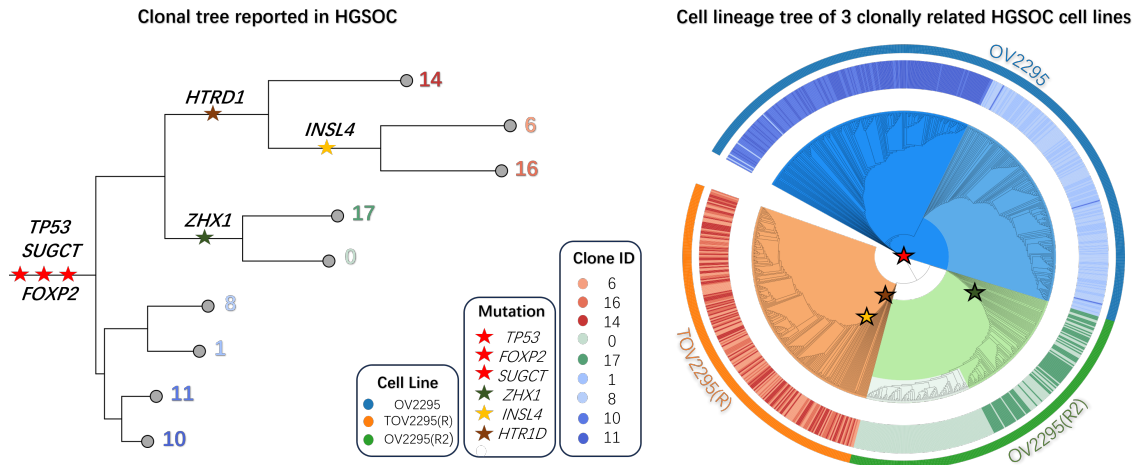 Clonal tree reported in HGSOC
Cell lineage tree of 3 clonally related HGSOC cell lines
HTRD1
14
INSL4
6
16
ZHX1
17
0
TP53
SUGCT
FOXP2
8
1
11
10
Cell Line
OV2295
TOV2295(R)
OV2295(R2)
Mutation
TP53
FOXP2
SUGCT
ZHX1
INSL4
HTR1D
Clone ID
6
16
14
0
17
1
8
10
11
OV2295
TOV2295(R)
OV2295(R2)